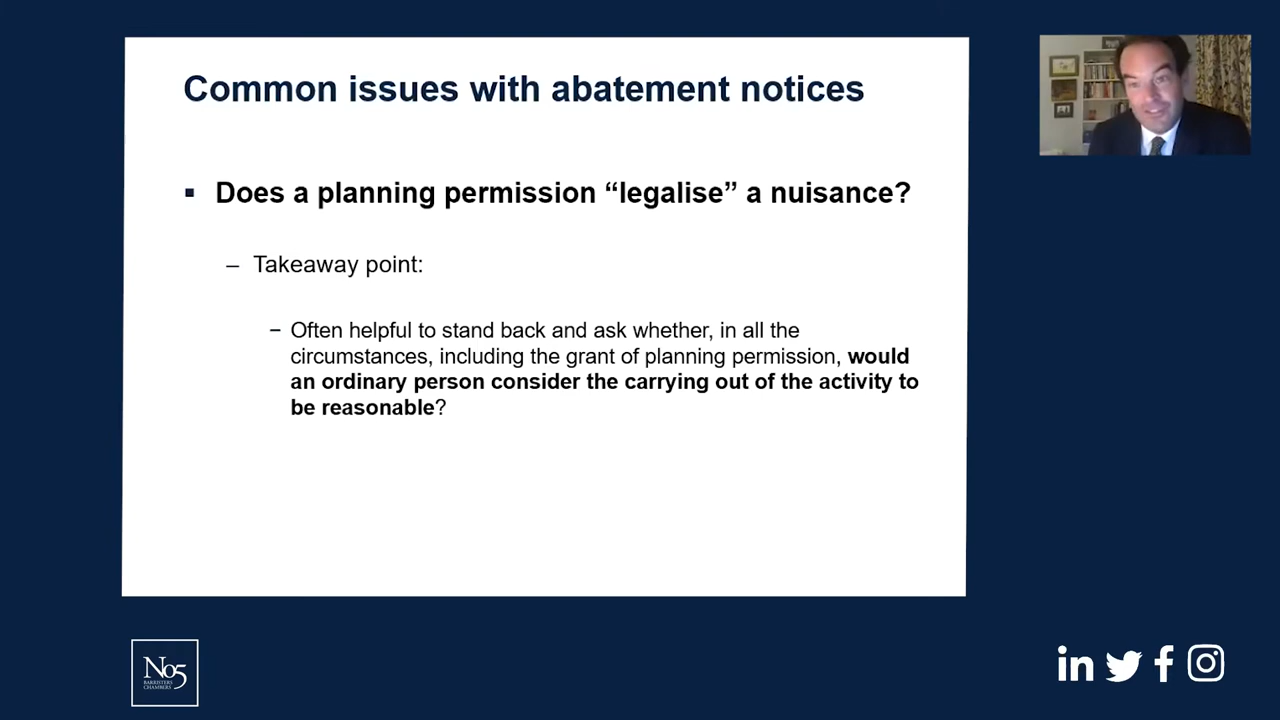 Common issues with abatement notices
▪ Does a planning permission “legalise” a nuisance?
– Takeaway point:
− Often helpful to stand back and ask whether, in all the
circumstances, including the grant of planning permission, would
an ordinary person consider the carrying out of the activity to
be reasonable?
No5
BARRISTERS
CHAMBERS
in